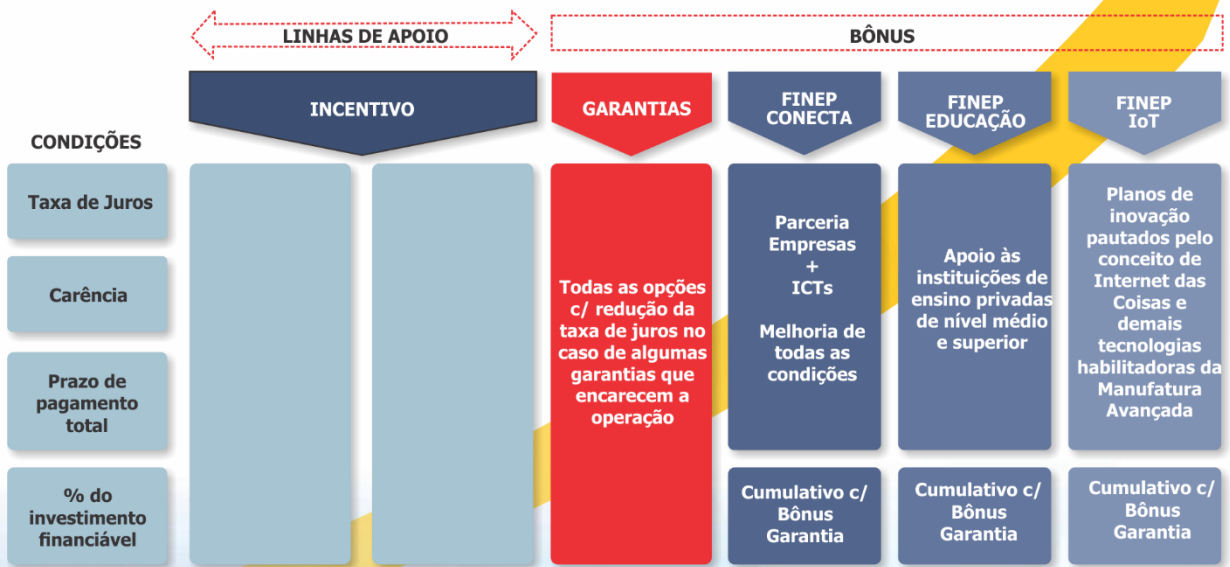 LINHAS DE APOIO
BÔNUS
INCENTIVO
GARANTIAS
FINEP
CONECTA
FINEP
EDUCAÇÃO
FINEP
IoT
CONDIÇÕES
Taxa de Juros
Carência
Prazo de
pagamento
total
% do
investimento
financiável
Todas as opções
c/ redução da
taxa de juros no
caso de algumas
garantias que
encarecem a
operação
Parceria
Empresas
+
ICTs
Melhoria de
todas as
condições
Cumulativo c/
Bônus
Garantia
Apoio às
instituições de
ensino privadas
de nível médio
e superior
Cumulativo c/
Bônus
Garantia
Planos de
inovação
pautados pelo
conceito de
Internet das
Coisas e
demais
tecnologias
habilitadoras da
Manufatura
Avançada
Cumulativo c/
Bônus
Garantia